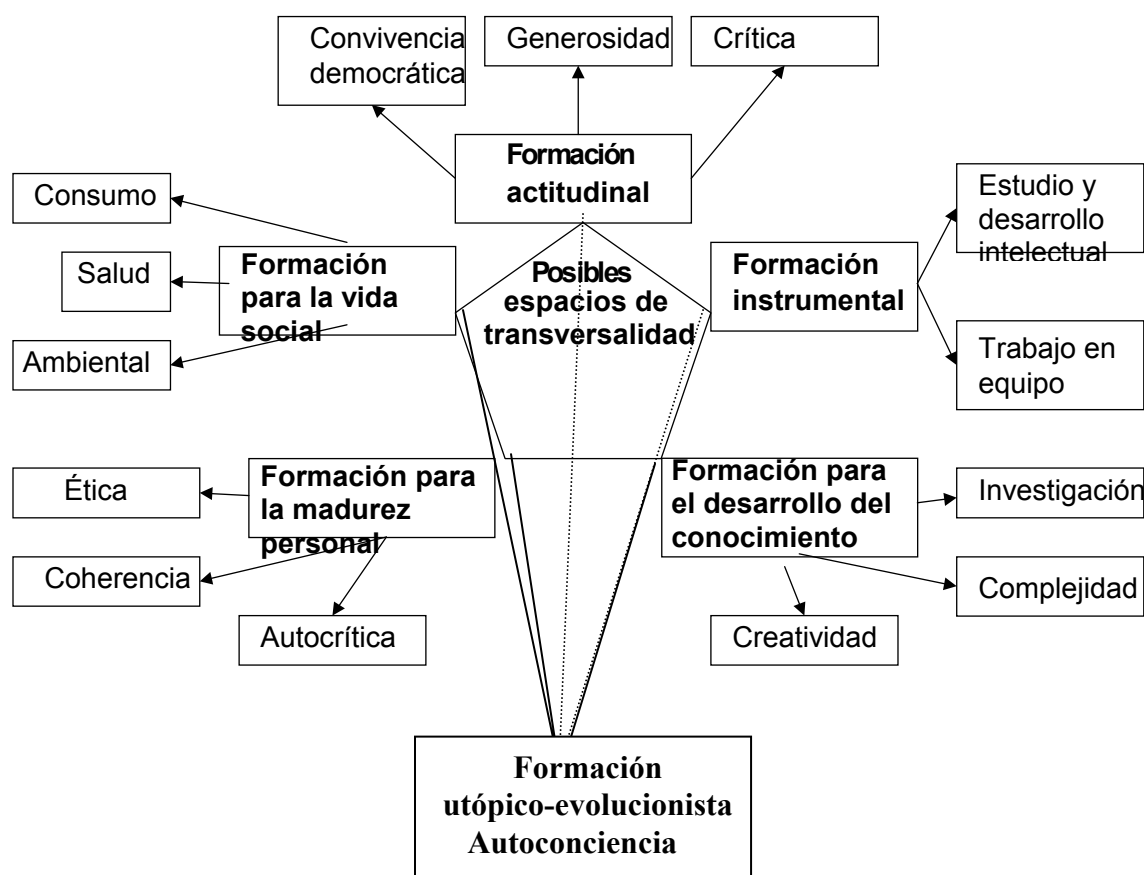 Convivencia
democrática
Generosidad
Crítica
Formación
actitudinal
Consumo
Salud
Ambiental
Formación
para la vida
social
Posibles
espacios de
transversalidad
Formación
instrumental
Estudio y
desarrollo
intelectual
Trabajo en
equipo
Ética
Coherencia
Autocrítica
Formación para
la madurez
personal
Formación para
el desarrollo del
conocimiento
Investigación
Complejidad
Creatividad
Formación
utópico-evolucionista
Autoconciencia